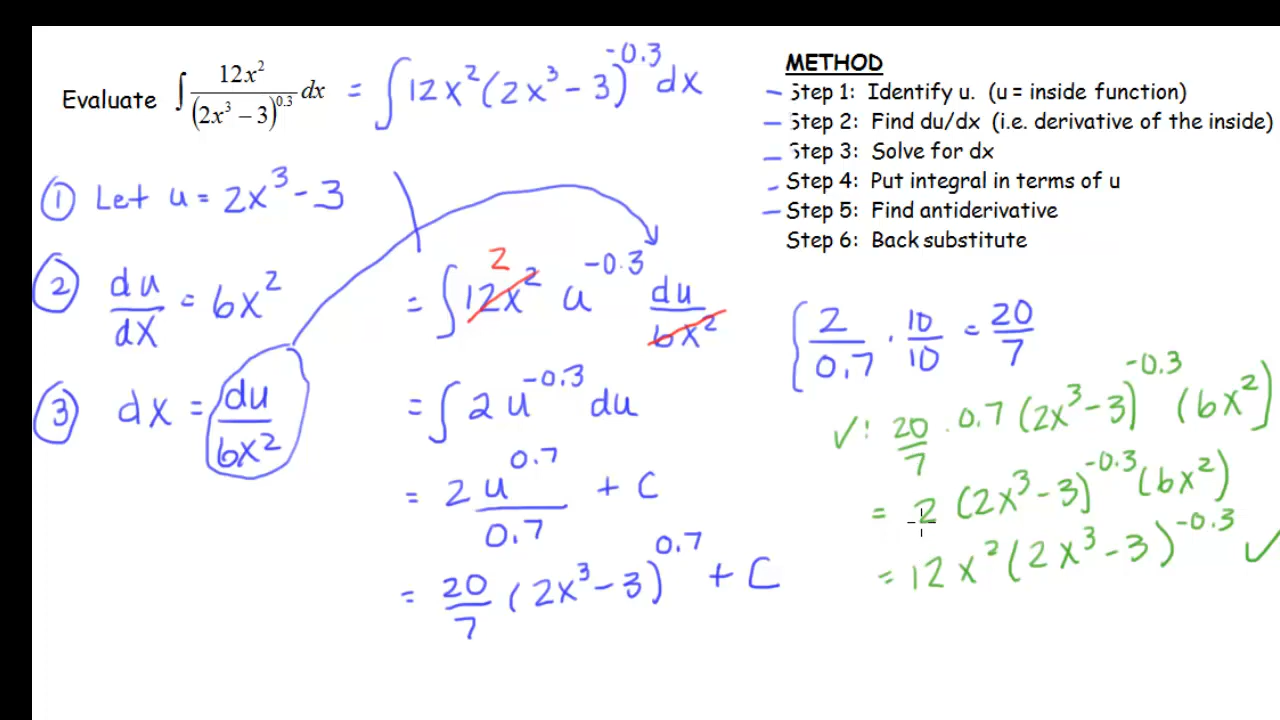 Evaluate ∫ 12x²/(2x³ − 3)^0.3 dx = ∫12x²(2x³ − 3)^−0.3 dx
① Let u = 2x³ − 3
② du/dx = 6x²
③ dx = du/6x²
= ∫12x² 2 u^−0.3 du/6x²
= ∫2u^−0.3 du
= 2u^0.7/0.7 + C
= 20/7 (2x³ − 3)^0.7 + C
METHOD
Step 1: Identify u. (u = inside function)
Step 2: Find du/dx (i.e. derivative of the inside)
Step 3: Solve for dx
Step 4: Put integral in terms of u
Step 5: Find antiderivative
Step 6: Back substitute
{2/0.7 · 10/10 = 20/7
✓: 20/7 · 0.7(2x³ − 3)^−0.3 (6x²)
= 2(2x³ − 3)^−0.3 (6x²)
= 12x²(2x³ − 3)^−0.3 ✓